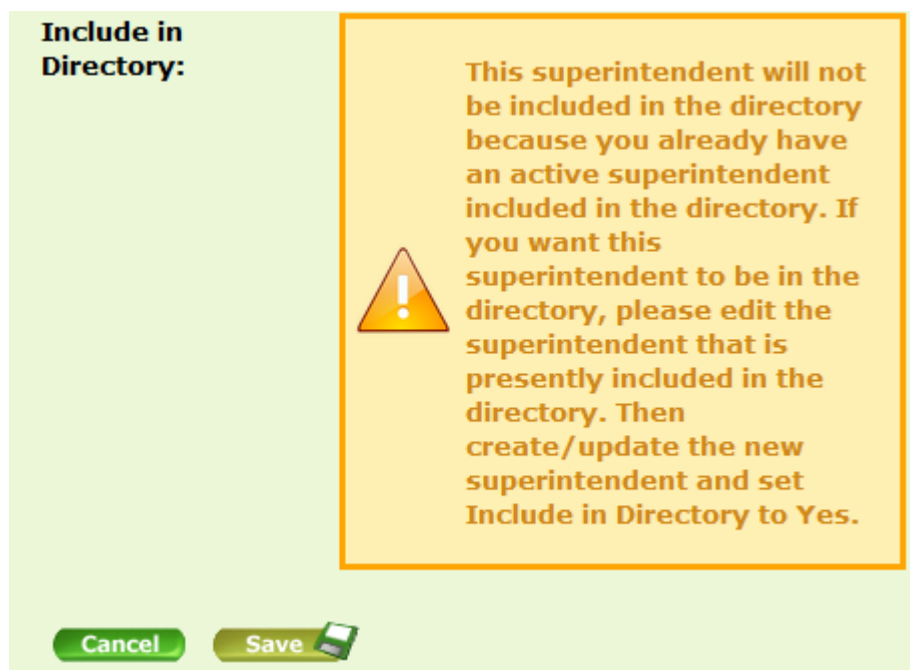 Include in
Directory:
This superintendent will not
be included in the directory
because you already have
an active superintendent
included in the directory. If
you want this
superintendent to be in the
directory, please edit the
superintendent that is
presently included in the
directory. Then
create/update the new
superintendent and set
Include in Directory to Yes.
Cancel
Save